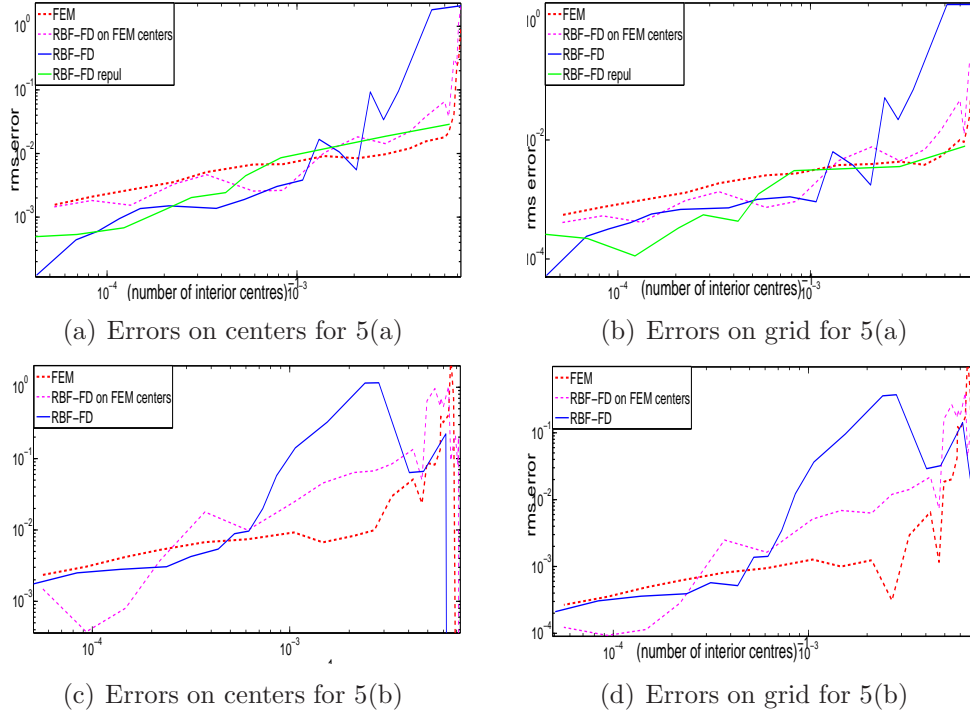 FEM
RBF-FD on FEM centers
RBF-FD
RBF-FD repul
10^0
10^-1
10^-2
10^-3
rms error
10^-4
10^-3
(number of interior centres)^-1
(a) Errors on centers for 5(a)
FEM
RBF-FD on FEM centers
RBF-FD
RBF-FD repul
10^0
10^-2
10^-4
rms error
10^-4
10^-3
(number of interior centres)^-1
(b) Errors on grid for 5(a)
FEM
RBF-FD on FEM centers
RBF-FD
10^0
10^-1
10^-2
10^-3
10^-4
10^-3
(c) Errors on centers for 5(b)
FEM
RBF-FD on FEM centers
RBF-FD
10^-1
10^-2
10^-3
10^-4
rms error
10^-4
(number of interior centres)^-1
(d) Errors on grid for 5(b)